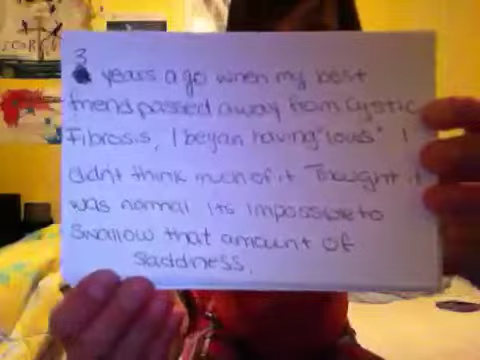 3 years ago when my best
friend passed away from Cystic
Fibrosis, I began having "lows" I
didn't think much of it Thought it
was normal Its impossible to
swallow that amount of
saddness.